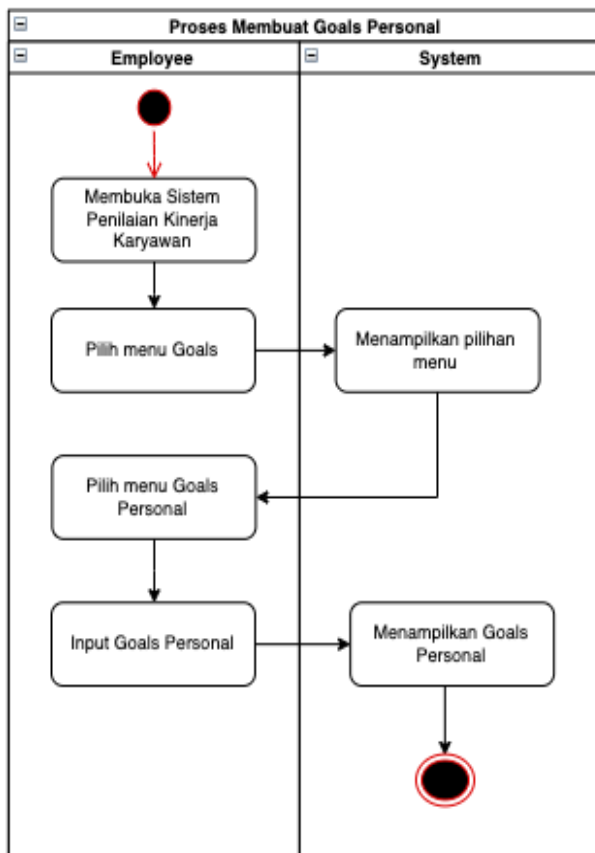 Proses Membuat Goals Personal
Employee
System
Membuka Sistem
Penilaian Kinerja
Karyawan
Pilih menu Goals
Menampilkan pilihan
menu
Pilih menu Goals
Personal
Input Goals Personal
Menampilkan Goals
Personal